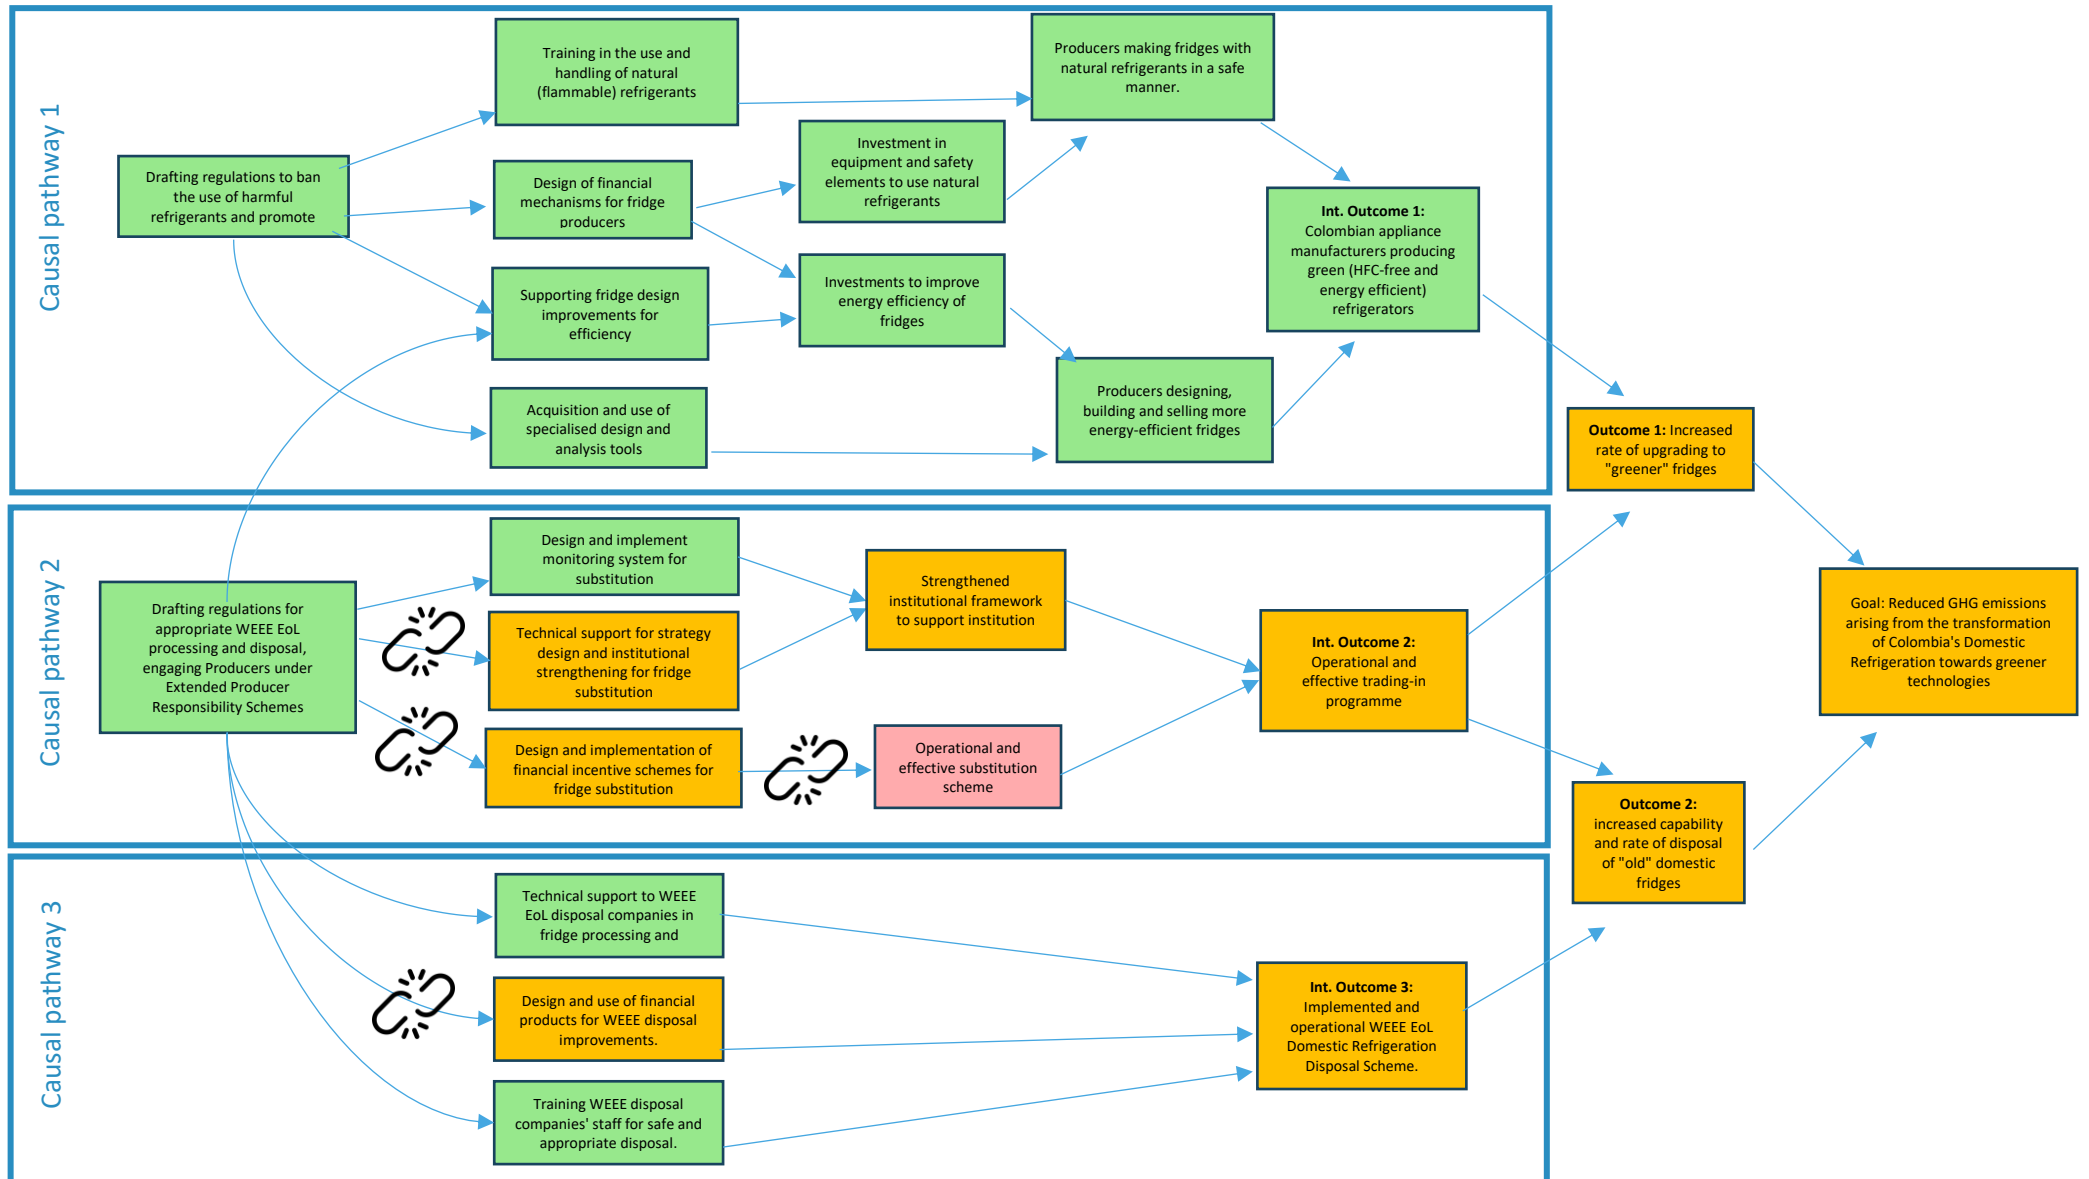 Causal pathway 1
Drafting regulations to ban
the use of harmful
refrigerants and promote
Training in the use and
handling of natural
(flammable) refrigerants
Design of financial
mechanisms for fridge
producers
Supporting fridge design
improvements for
efficiency
Acquisition and use of
specialised design and
analysis tools
Investment in
equipment and safety
elements to use natural
refrigerants
Investments to improve
energy efficiency of
fridges
Producers making fridges with
natural refrigerants in a safe
manner.
Producers designing,
building and selling more
energy-efficient fridges
Int. Outcome 1:
Colombian appliance
manufacturers producing
green (HFC-free and
energy efficient)
refrigerators
Causal pathway 2
Drafting regulations for
appropriate WEEE EoL
processing and disposal,
engaging Producers under
Extended Producer
Responsibility Schemes
Design and implement
monitoring system for
substitution
Technical support for strategy
design and institutional
strengthening for fridge
substitution
Design and implementation of
financial incentive schemes for
fridge substitution
Strengthened
institutional framework
to support institution
Operational and
effective substitution
scheme
Int. Outcome 2:
Operational and
effective trading-in
programme
Causal pathway 3
Technical support to WEEE
EoL disposal companies in
fridge processing and
Design and use of financial
products for WEEE disposal
improvements.
Training WEEE disposal
companies' staff for safe and
appropriate disposal.
Int. Outcome 3:
Implemented and
operational WEEE EoL
Domestic Refrigeration
Disposal Scheme.
Outcome 1: Increased
rate of upgrading to
"greener" fridges
Outcome 2:
increased capability
and rate of disposal
of "old" domestic
fridges
Goal: Reduced GHG emissions
arising from the transformation
of Colombia's Domestic
Refrigeration towards greener
technologies